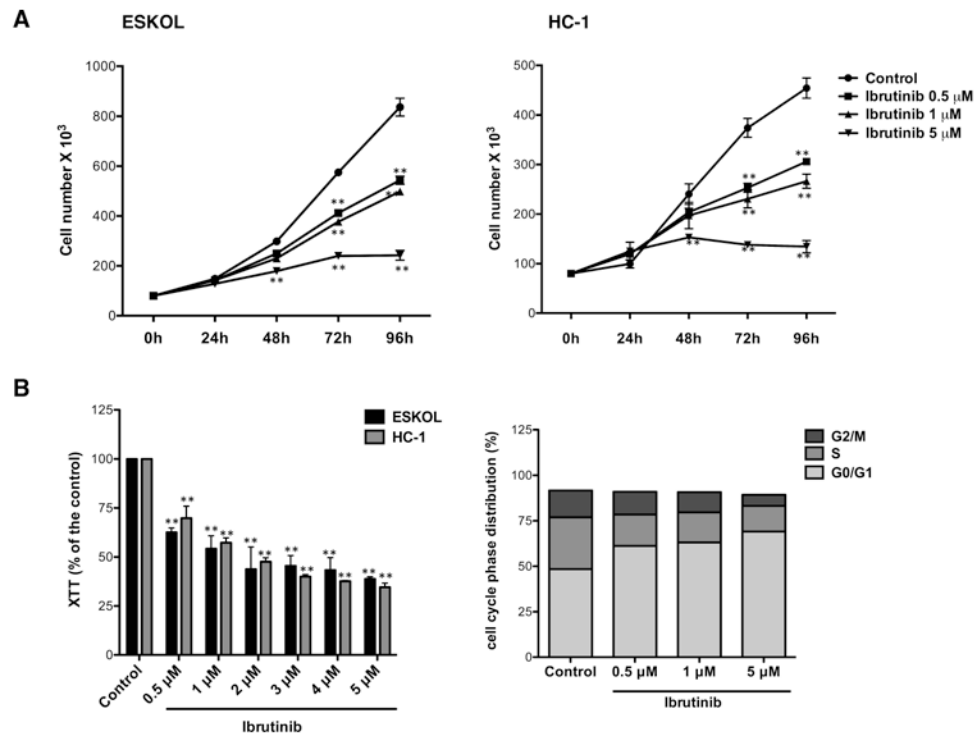 A
ESKOL
HC-1
Cell number X 10³
1000
800
600
400
200
0
0h 24h 48h 72h 96h
** ** ** ** ** ** **
Cell number X 10³
500
400
300
200
100
0
0h 24h 48h 72h 96h
** ** ** ** ** ** **
Control
Ibrutinib 0.5 µM
Ibrutinib 1 µM
Ibrutinib 5 µM
B
XTT (% of the control)
125
100
75
50
25
0
ESKOL
HC-1
** ** ** ** ** ** ** ** ** ** ** **
Control 0.5 µM 1 µM 2 µM 3 µM 4 µM 5 µM
Ibrutinib
cell cycle phase distribution (%)
125
100
75
50
25
0
G2/M
S
G0/G1
Control 0.5 µM 1 µM 5 µM
Ibrutinib